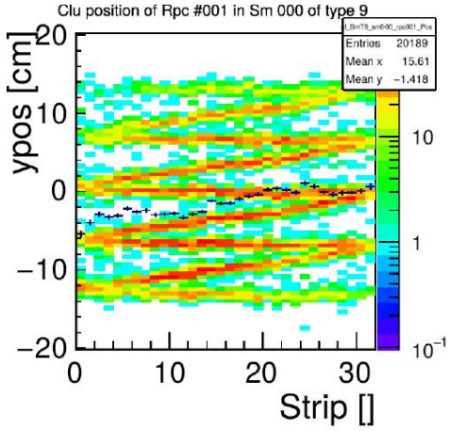 Clu position of Rpc #001 in Sm 000 of type 9
Entries 20189
Mean x 15.61
Mean y −1.418
ypos [cm]
20
10
0
−10
−20
0
10
20
30
Strip []
10
1
10⁻¹